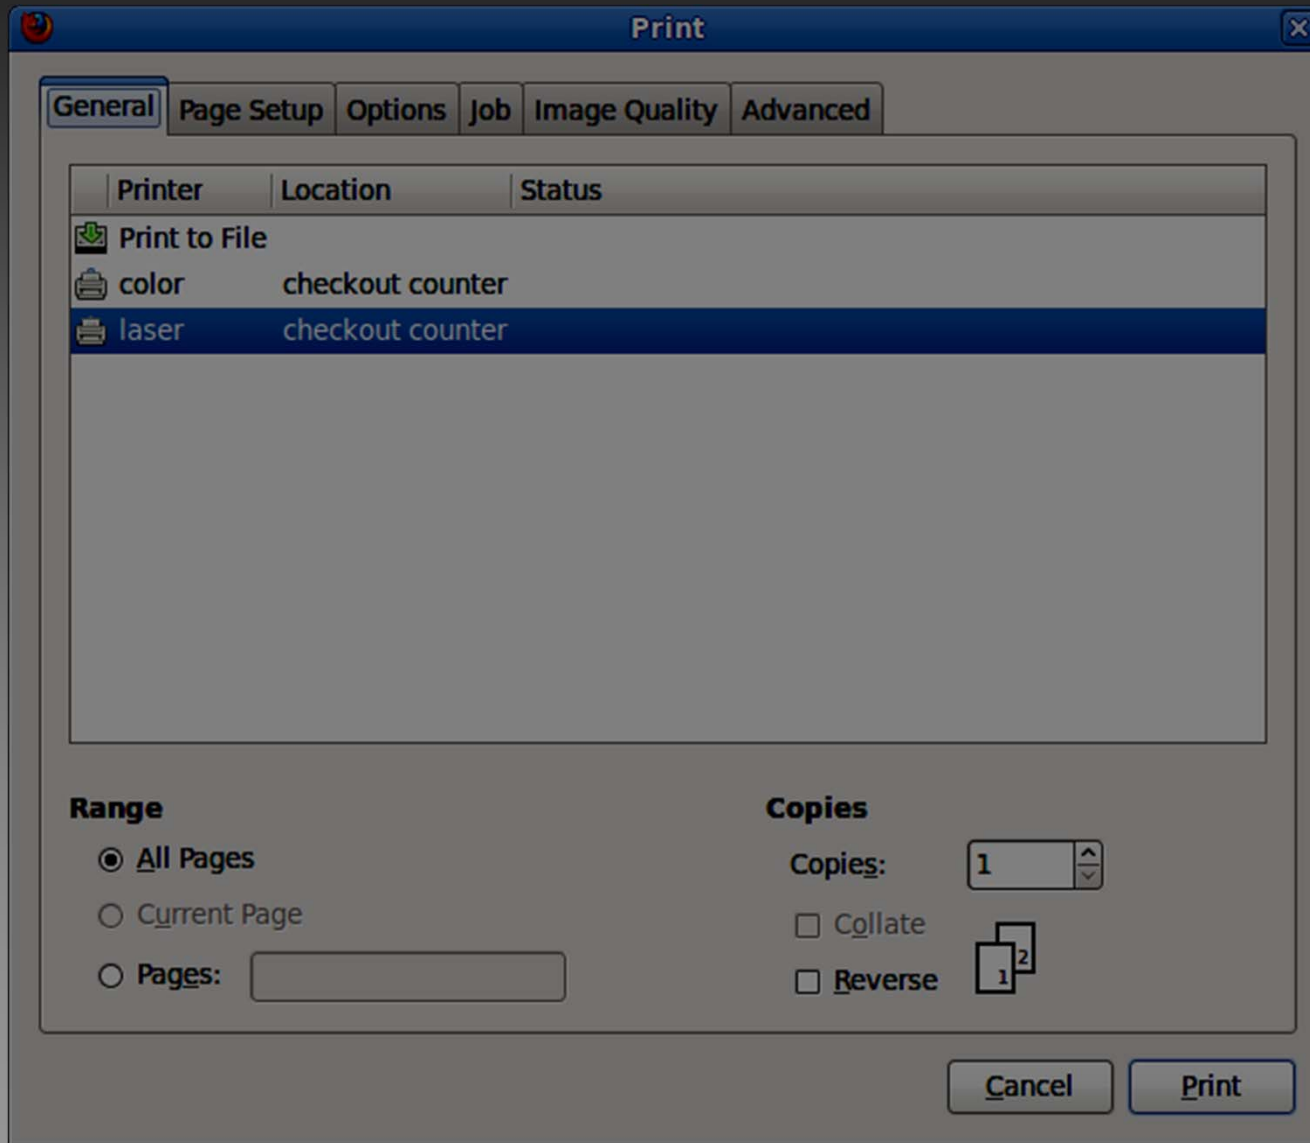 Print
General Page Setup Options Job Image Quality Advanced
Printer Location Status
Print to File
color checkout counter
laser checkout counter
Range
All Pages
Current Page
Pages:
Copies
Copies: 1
Collate
Reverse
1 2
Cancel Print